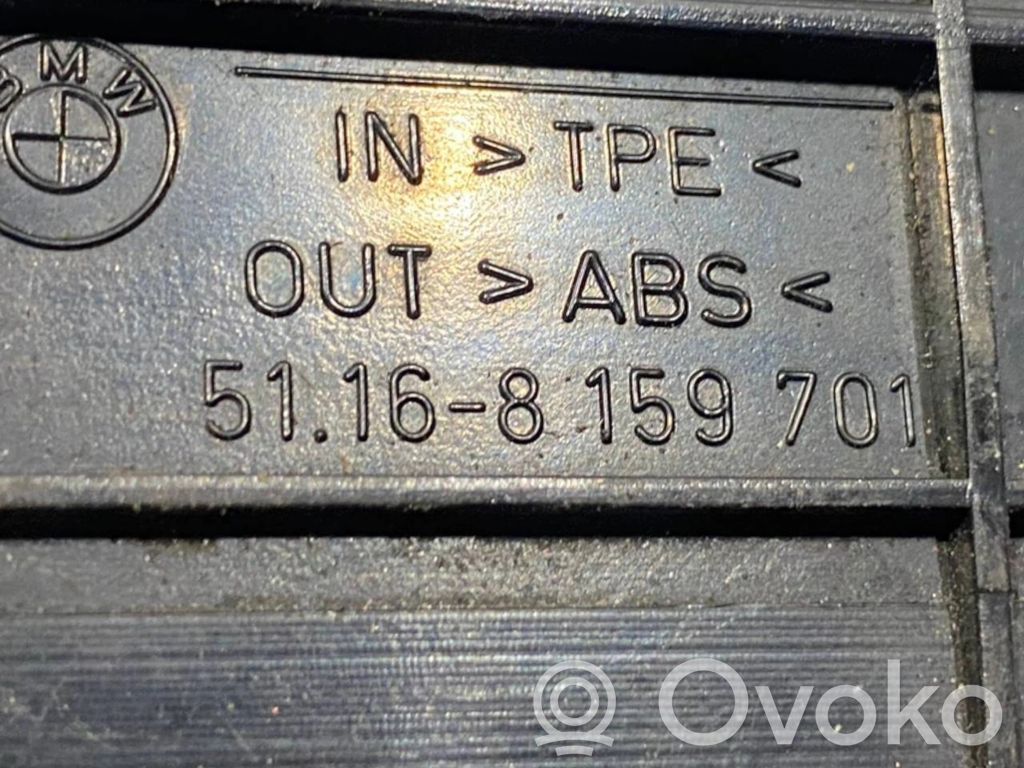 BMW
IN >TPE<
OUT >ABS<
51.16-8 159 701
Ovoko